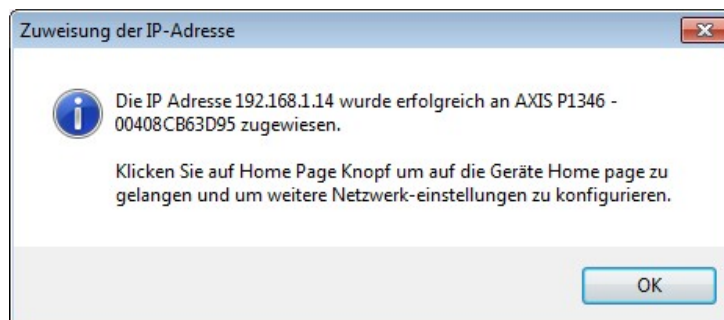 Zuweisung der IP-Adresse
Die IP Adresse 192.168.1.14 wurde erfolgreich an AXIS P1346 -
00408CB63D95 zugewiesen.
Klicken Sie auf Home Page Knopf um auf die Geräte Home page zu
gelangen und um weitere Netzwerk-einstellungen zu konfigurieren.
OK